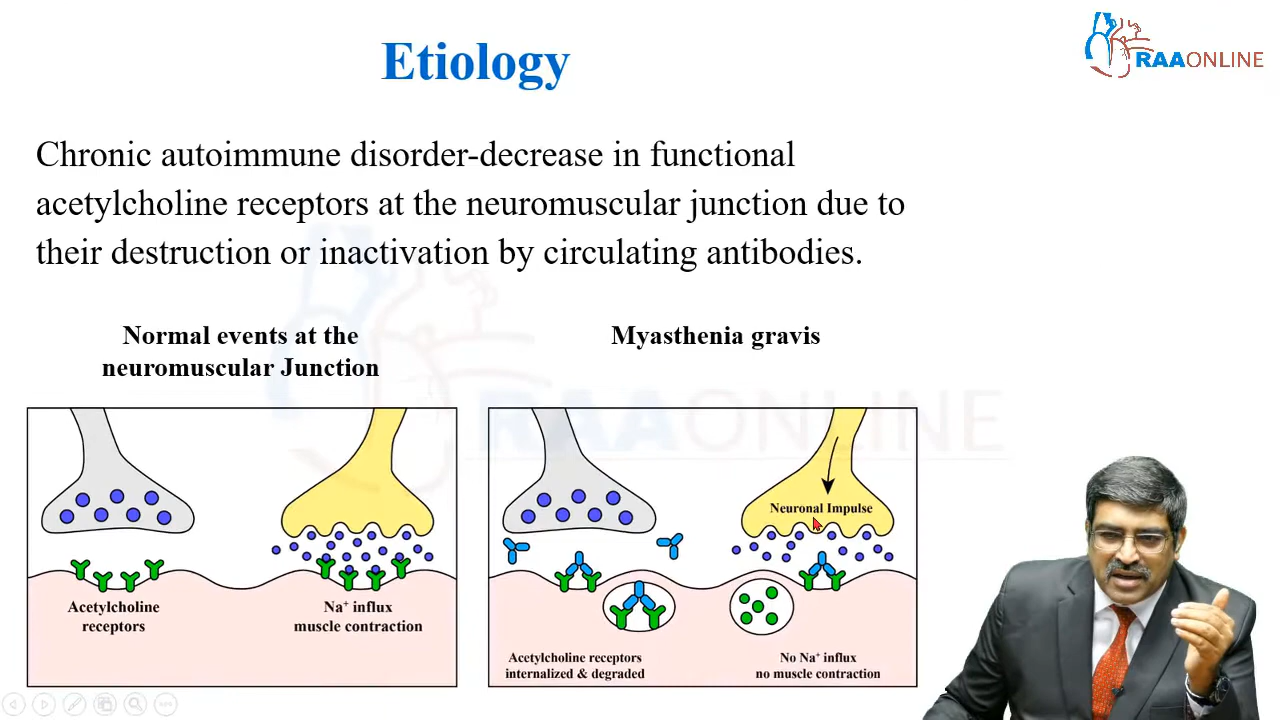 Etiology
RAAONLINE
Chronic autoimmune disorder-decrease in functional
acetylcholine receptors at the neuromuscular junction due to
their destruction or inactivation by circulating antibodies.
Normal events at the
neuromuscular Junction
Myasthenia gravis
RAAONLINE
Neuronal Impulse
Acetylcholine
receptors
Na⁺ influx
muscle contraction
Acetylcholine receptors
internalized & degraded
No Na⁺ influx
no muscle contraction